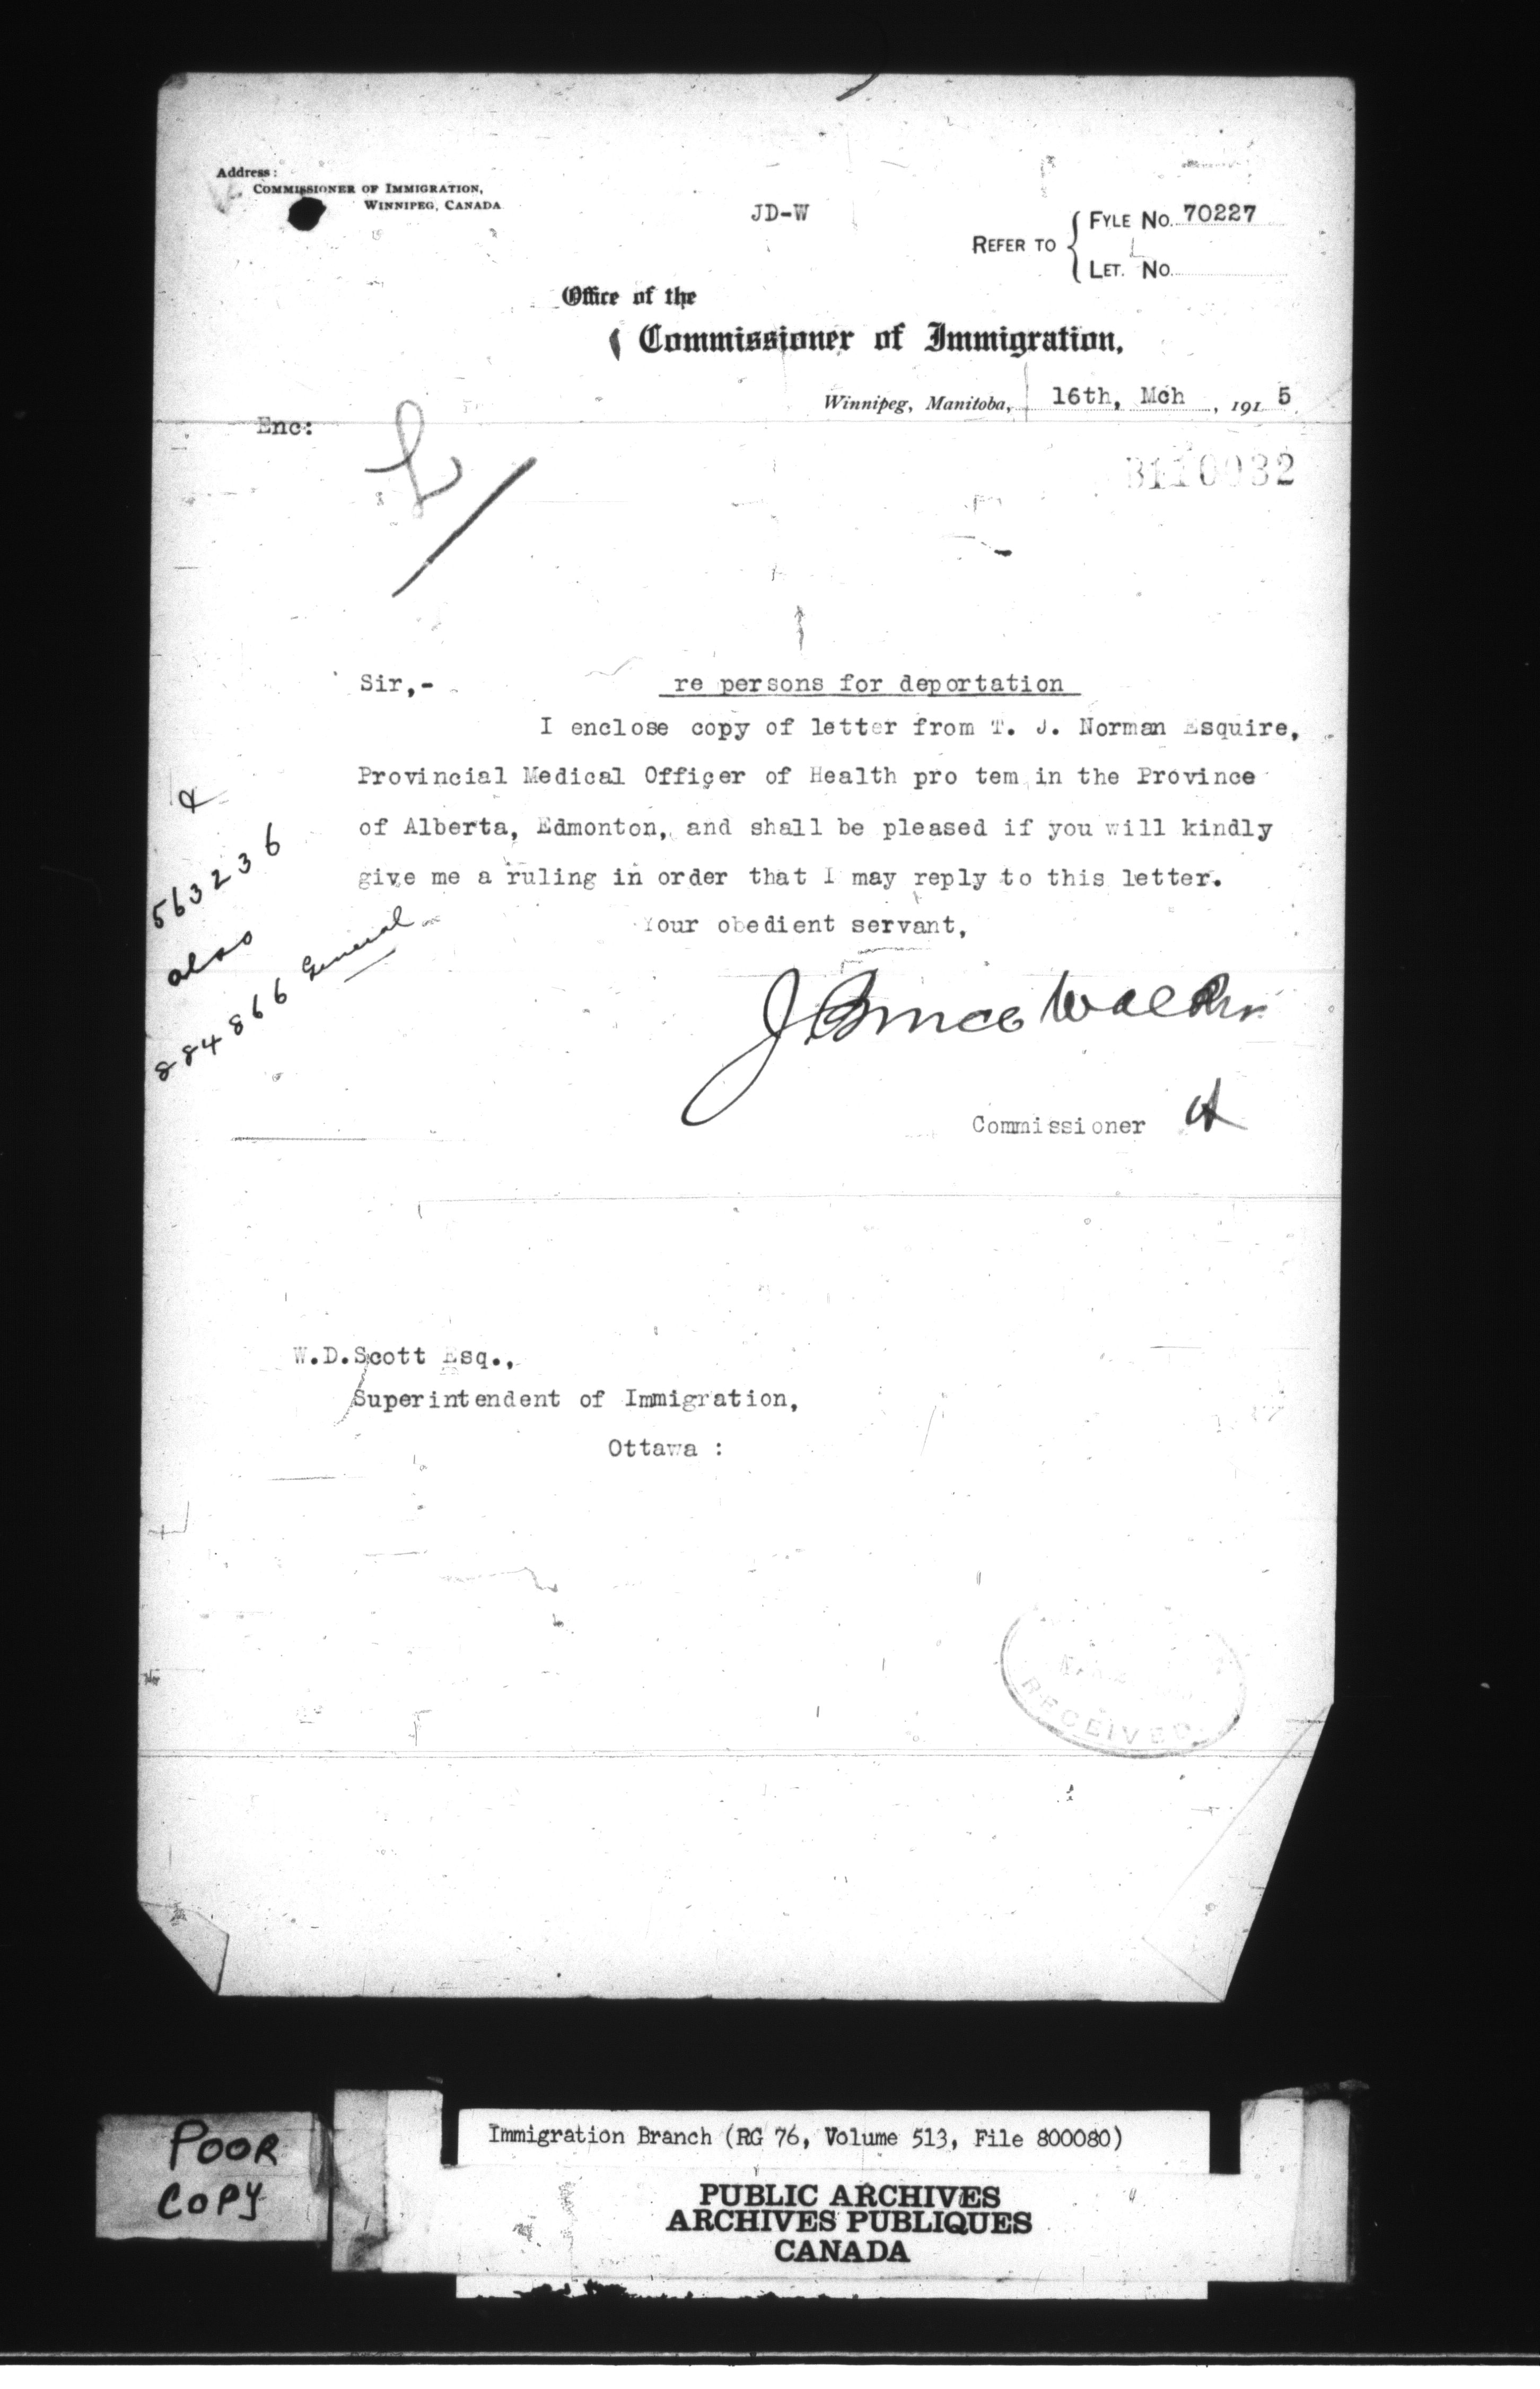 Address:
COMMISSIONER OF IMMIGRATION,
WINNIPEG, CANADA
JD-W
REFER TO
FYLE No. 70227
LET. No.
Office of the
Commissioner of Immigration.
Winnipeg, Manitoba, 16th, Mch , 191 5
Enc:
B110032
Sir,-
re persons for deportation
I enclose copy of letter from T. J. Norman Esquire,
Provincial Medical Officer of Health pro tem in the Province
of Alberta, Edmonton, and shall be pleased if you will kindly
give me a ruling in order that I may reply to this letter.
Your obedient servant,
563236
also
884866 General
J. Bruce Walker
Commissioner
W.D.Scott Esq.,
Superintendent of Immigration,
Ottawa :
RECEIVED
POOR
COPY
Immigration Branch (RG 76, Volume 513, File 800080)
PUBLIC ARCHIVES
ARCHIVES PUBLIQUES
CANADA